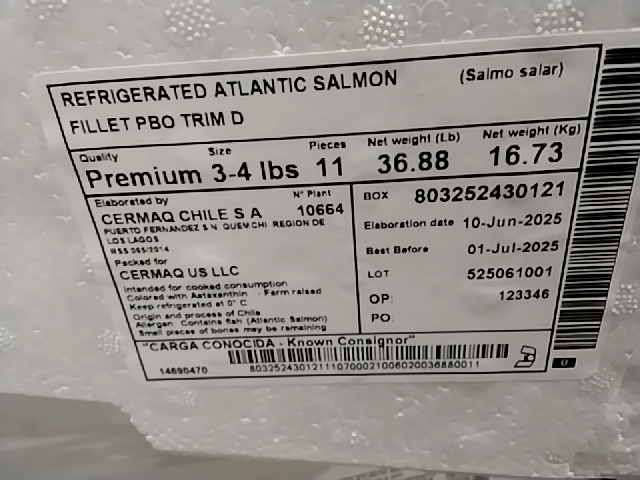 REFRIGERATED ATLANTIC SALMON (Salmo salar)
FILLET PBO TRIM D
Quality Size Pieces Net weight (Lb) Net weight (Kg)
Premium 3-4 lbs 11 36.88 16.73
Elaborated by N° Plant
CERMAQ CHILE S A 10664
PUERTO FERNANDEZ S N QUEMCHI REGION DE
LOS LAGOS
Packed for
CERMAQ US LLC
Intended for cooked consumption
Colored with Astaxanthin - Farm raised
Keep refrigerated at 0° C
Origin and process of Chile
Allergen: Contains fish (Atlantic Salmon)
Small pieces of bones may be remaining
BOX 803252430121
Elaboration date 10-Jun-2025
Best Before 01-Jul-2025
LOT 525061001
OP: 123346
PO:
"CARGA CONOCIDA - Known Consignor"
14690470 803252430121110700021006020036880011
0